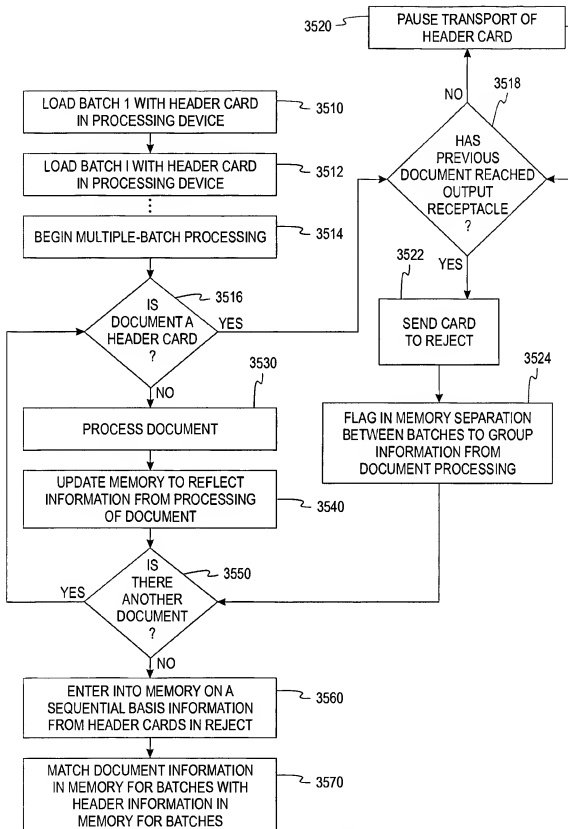 3520
PAUSE TRANSPORT OF
HEADER CARD
NO
3518
HAS
PREVIOUS
DOCUMENT REACHED
OUTPUT
RECEPTACLE
?
YES
3522
SEND CARD
TO REJECT
3524
FLAG IN MEMORY SEPARATION
BETWEEN BATCHES TO GROUP
INFORMATION FROM
DOCUMENT PROCESSING
LOAD BATCH 1 WITH HEADER CARD
IN PROCESSING DEVICE
3510
LOAD BATCH I WITH HEADER CARD
IN PROCESSING DEVICE
3512
BEGIN MULTIPLE-BATCH PROCESSING
3514
3516
IS
DOCUMENT A
HEADER CARD
?
YES
NO
3530
PROCESS DOCUMENT
UPDATE MEMORY TO REFLECT
INFORMATION FROM PROCESSING
OF DOCUMENT
3540
3550
IS
THERE
ANOTHER
DOCUMENT
?
YES
NO
ENTER INTO MEMORY ON A
SEQUENTIAL BASIS INFORMATION
FROM HEADER CARDS IN REJECT
3560
MATCH DOCUMENT INFORMATION
IN MEMORY FOR BATCHES WITH
HEADER INFORMATION IN
MEMORY FOR BATCHES
3570